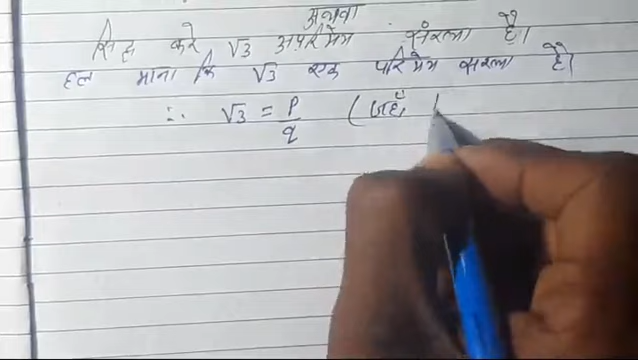 अथवा
सिद्ध करे √3 अपरिमेय संख्या है।
हल माना कि √3 एक परिमेय संख्या है।
∴ √3 = P/q (जहाँ